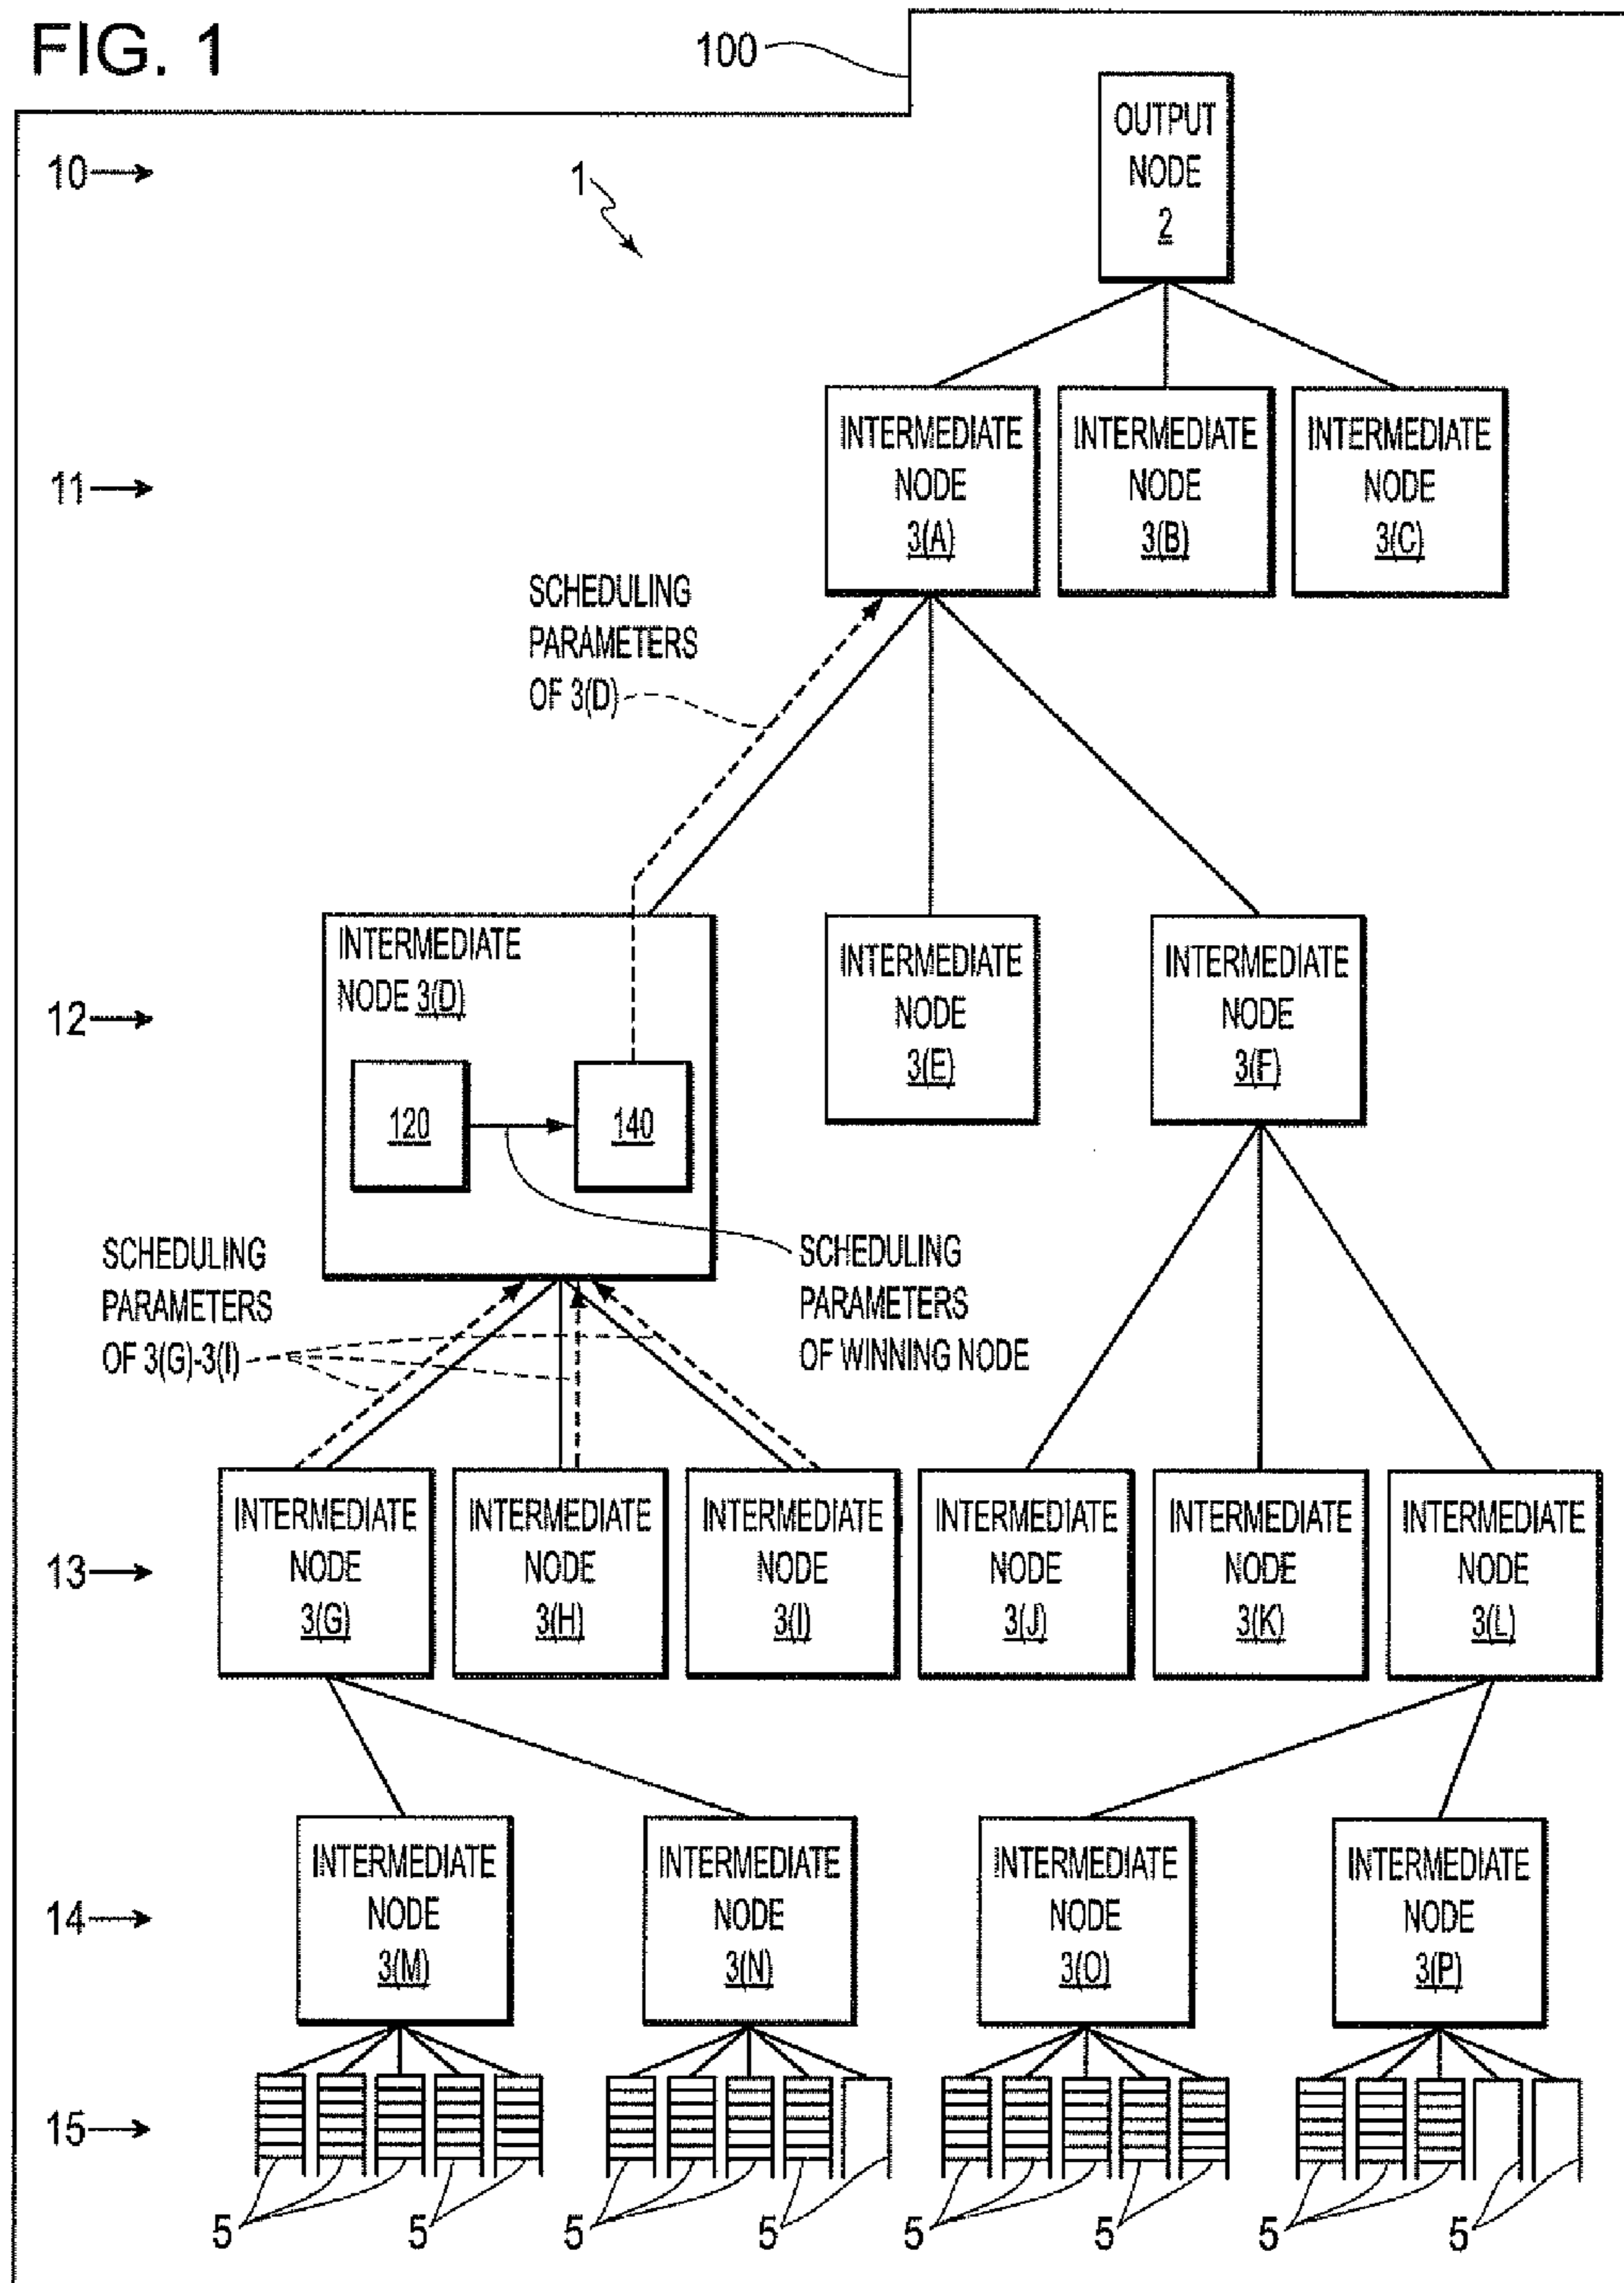 FIG. 1
100
OUTPUT
NODE
2
10
1
INTERMEDIATE
NODE
3(A)
INTERMEDIATE
NODE
3(B)
INTERMEDIATE
NODE
3(C)
11
SCHEDULING
PARAMETERS
OF 3(D)
INTERMEDIATE
NODE 3(D)
120
140
INTERMEDIATE
NODE
3(E)
INTERMEDIATE
NODE
3(F)
12
SCHEDULING
PARAMETERS
OF 3(G)-3(I)
SCHEDULING
PARAMETERS
OF WINNING NODE
INTERMEDIATE
NODE
3(G)
INTERMEDIATE
NODE
3(H)
INTERMEDIATE
NODE
3(I)
INTERMEDIATE
NODE
3(J)
INTERMEDIATE
NODE
3(K)
INTERMEDIATE
NODE
3(L)
13
INTERMEDIATE
NODE
3(M)
INTERMEDIATE
NODE
3(N)
INTERMEDIATE
NODE
3(O)
INTERMEDIATE
NODE
3(P)
14
15
5 5 5 5 5 5 5 5